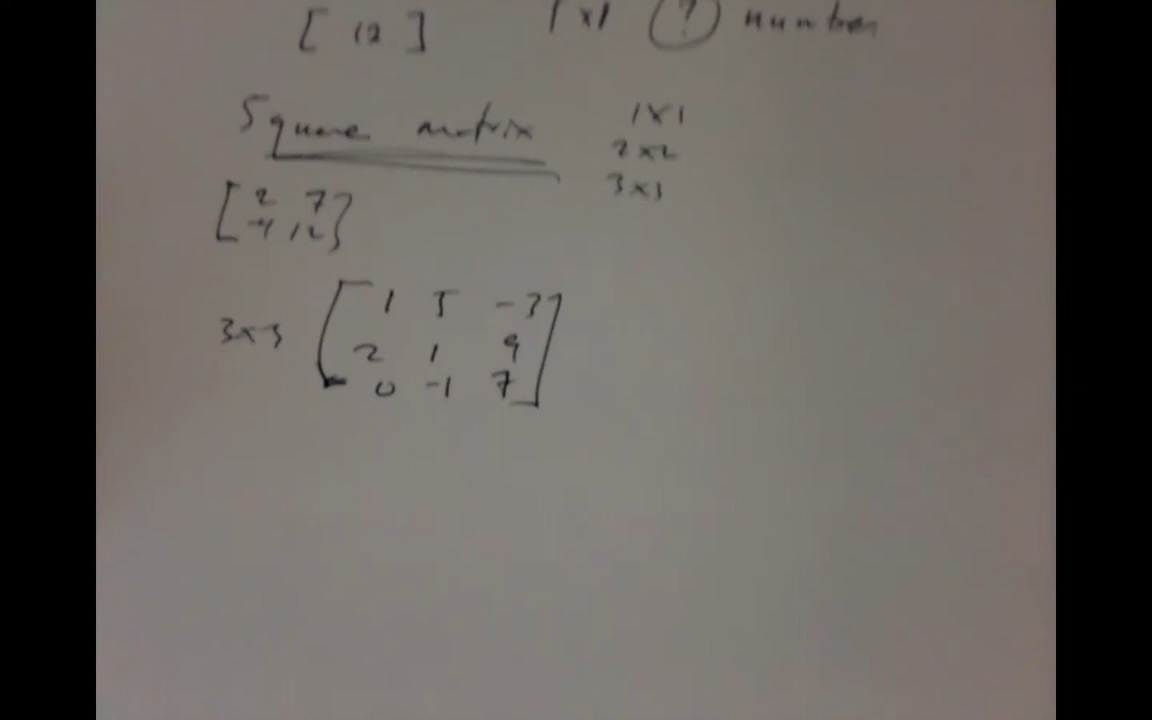 [ 12 ] 1x1 ? number
Square matrix 1x1
2x2
3x3
[ 2 7
-4 12 ]
3x3 [ 1 5 -3
2 1 9
0 -1 7 ]